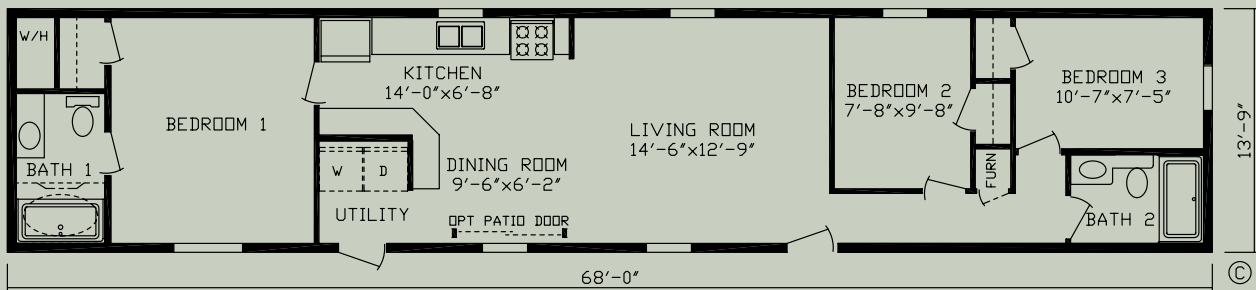 W/H
KITCHEN
14'-0"x6'-8"
BEDROOM 1
BATH 1
W
D
UTILITY
DINING ROOM
9'-6"x6'-2"
OPT PATIO DOOR
LIVING ROOM
14'-6"x12'-9"
BEDROOM 2
7'-8"x9'-8"
BEDROOM 3
10'-7"x7'-5"
FURN
BATH 2
13'-9"
68'-0"
©